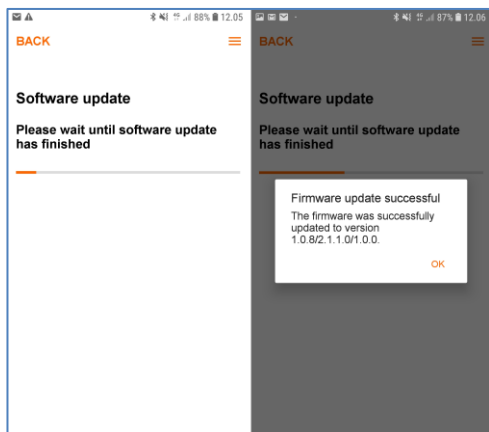 88% 12.05
BACK
Software update
Please wait until software update
has finished
87% 12.06
BACK
Software update
Please wait until software update
has finished
Firmware update successful
The firmware was successfully
updated to version
1.0.8/2.1.1.0/1.0.0.
OK